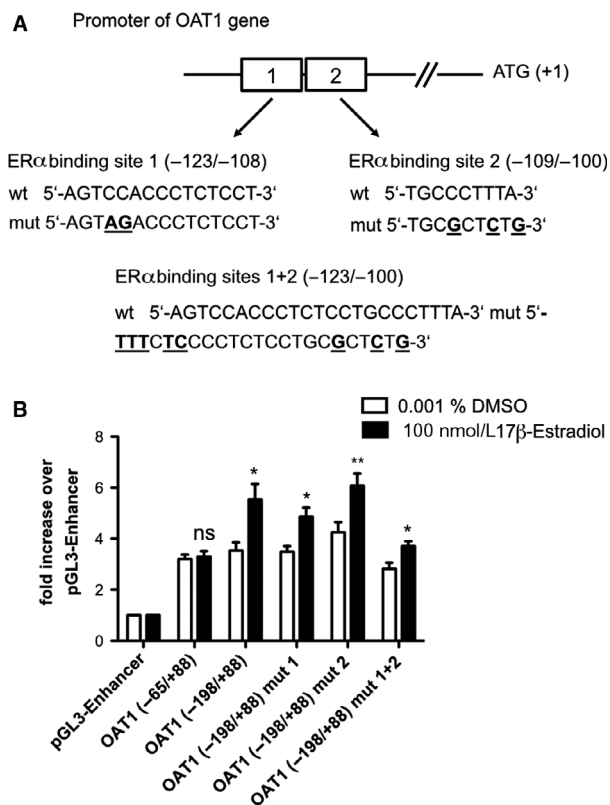 A
Promoter of OAT1 gene
1
2
ATG (+1)
ERα binding site 1 (–123/–108)
wt 5‘-AGTCCACCCTCTCCT-3‘
mut 5‘-AGTAGACCCTCTCCT-3‘
ERα binding site 2 (–109/–100)
wt 5‘-TGCCCTTTA-3‘
mut 5‘-TGCGCTCTG-3‘
ERα binding sites 1+2 (–123/–100)
wt 5‘-AGTCCACCCTCTCCTGCCCTTTA-3‘ mut 5‘-
TTTCTCCCCTCTCCTGCGCTCTG-3‘
B
0.001 % DMSO
100 nmol/L17β-Estradiol
fold increase over
pGL3-Enhancer
8
6
4
2
0
ns
*
*
**
*
pGL3-Enhancer
OAT1 (–65/+88)
OAT1 (–198/+88)
OAT1 (–198/+88) mut 1
OAT1 (–198/+88) mut 2
OAT1 (–198/+88) mut 1+2